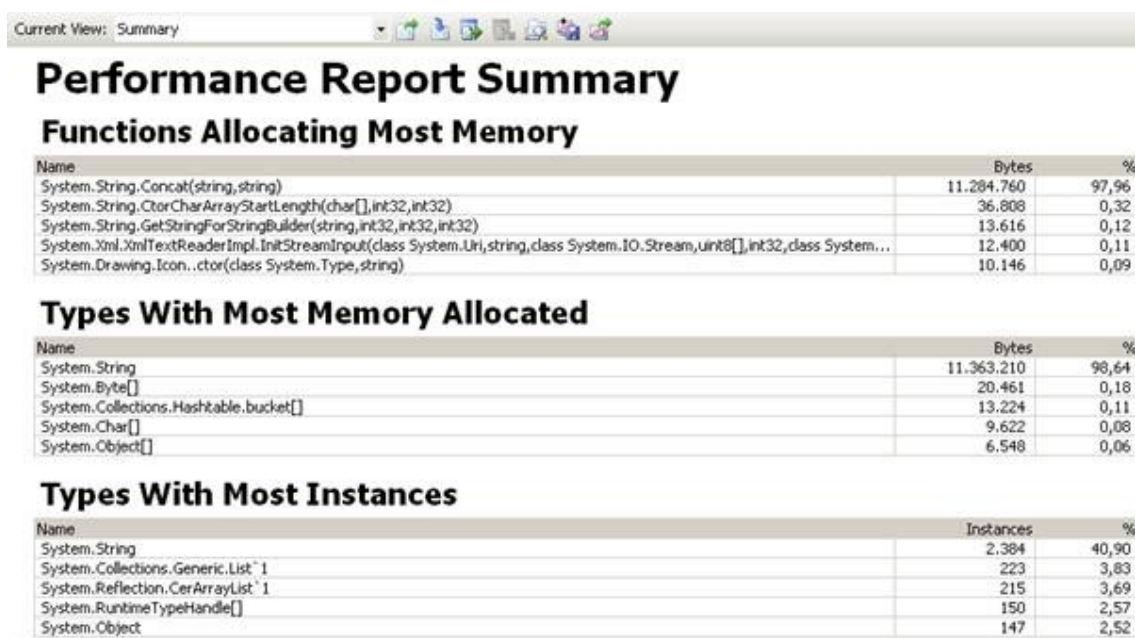 Current View: Summary
Performance Report Summary
Functions Allocating Most Memory
Name Bytes %
System.String.Concat(string,string) 11.284.760 97,96
System.String.CtorCharArrayStartLength(char[],int32,int32) 36.808 0,32
System.String.GetStringForStringBuilder(string,int32,int32,int32) 13.616 0,12
System.Xml.XmlTextReaderImpl.InitStreamInput(class System.Uri,string,class System.IO.Stream,uint8[],int32,class System... 12.400 0,11
System.Drawing.Icon..ctor(class System.Type,string) 10.146 0,09
Types With Most Memory Allocated
Name Bytes %
System.String 11.363.210 98,64
System.Byte[] 20.461 0,18
System.Collections.Hashtable.bucket[] 13.224 0,11
System.Char[] 9.622 0,08
System.Object[] 6.548 0,06
Types With Most Instances
Name Instances %
System.String 2.384 40,90
System.Collections.Generic.List`1 223 3,83
System.Reflection.CerArrayList`1 215 3,69
System.RuntimeTypeHandle[] 150 2,57
System.Object 147 2,52